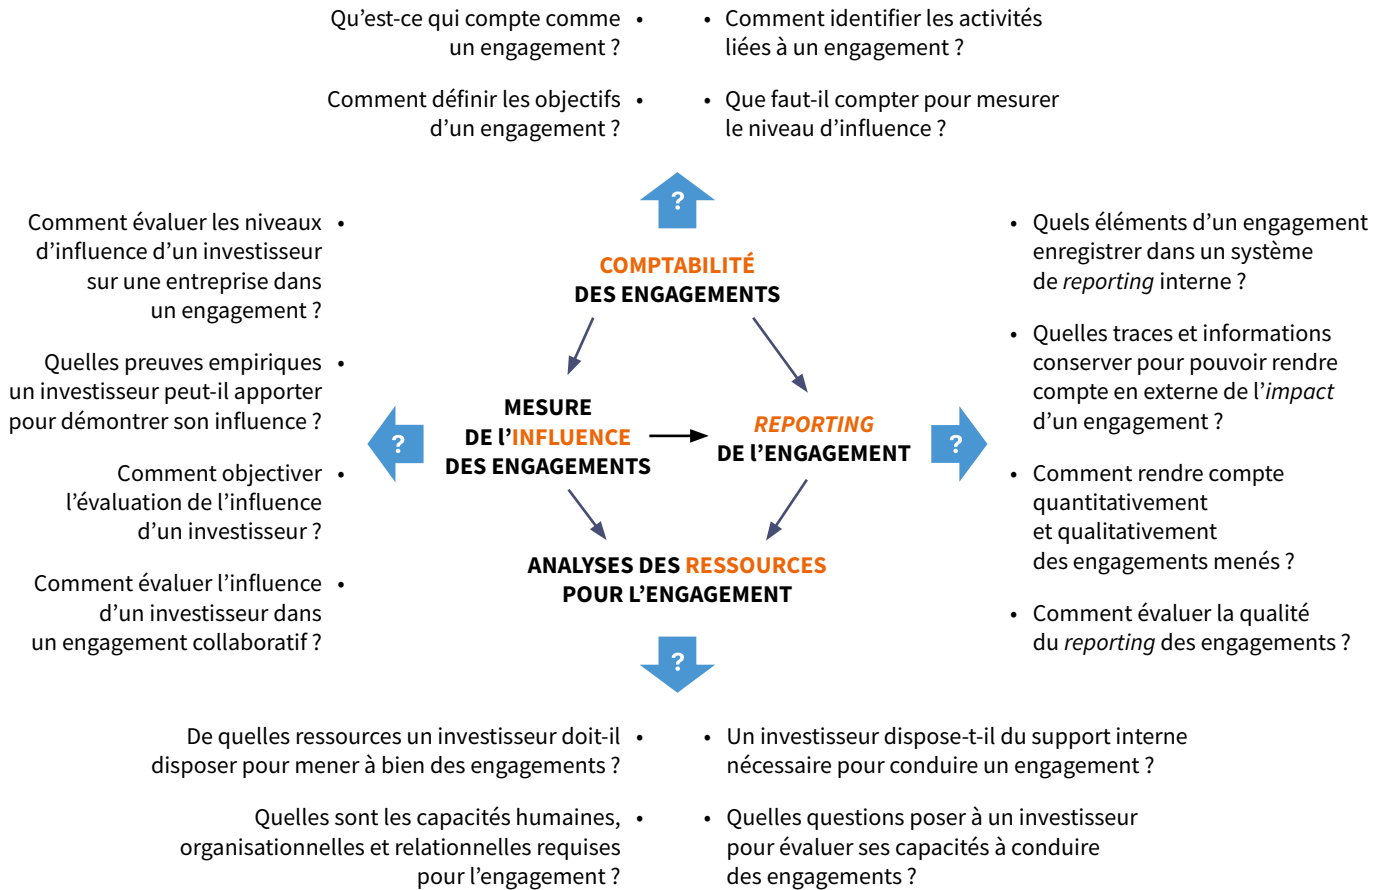 Qu’est-ce qui compte comme •
un engagement ?
Comment définir les objectifs •
d’un engagement ?
• Comment identifier les activités
liées à un engagement ?
• Que faut-il compter pour mesurer
le niveau d’influence ?
?
Comment évaluer les niveaux •
d’influence d’un investisseur
sur une entreprise dans
un engagement ?
Quelles preuves empiriques •
un investisseur peut-il apporter
pour démontrer son influence ?
Comment objectiver •
l’évaluation de l’influence
d’un investisseur ?
Comment évaluer l’influence •
d’un investisseur dans
un engagement collaboratif ?
?
COMPTABILITÉ
DES ENGAGEMENTS
MESURE
DE l’INFLUENCE
DES ENGAGEMENTS
REPORTING
DE l’ENGAGEMENT
ANALYSES DES RESSOURCES
POUR L’ENGAGEMENT
?
• Quels éléments d’un engagement
enregistrer dans un système
de reporting interne ?
• Quelles traces et informations
conserver pour pouvoir rendre
compte en externe de l’impact
d’un engagement ?
• Comment rendre compte
quantitativement
et qualitativement
des engagements menés ?
• Comment évaluer la qualité
du reporting des engagements ?
?
De quelles ressources un investisseur doit-il •
disposer pour mener à bien des engagements ?
Quelles sont les capacités humaines, •
organisationnelles et relationnelles requises
pour l’engagement ?
• Un investisseur dispose-t-il du support interne
nécessaire pour conduire un engagement ?
• Quelles questions poser à un investisseur
pour évaluer ses capacités à conduire
des engagements ?